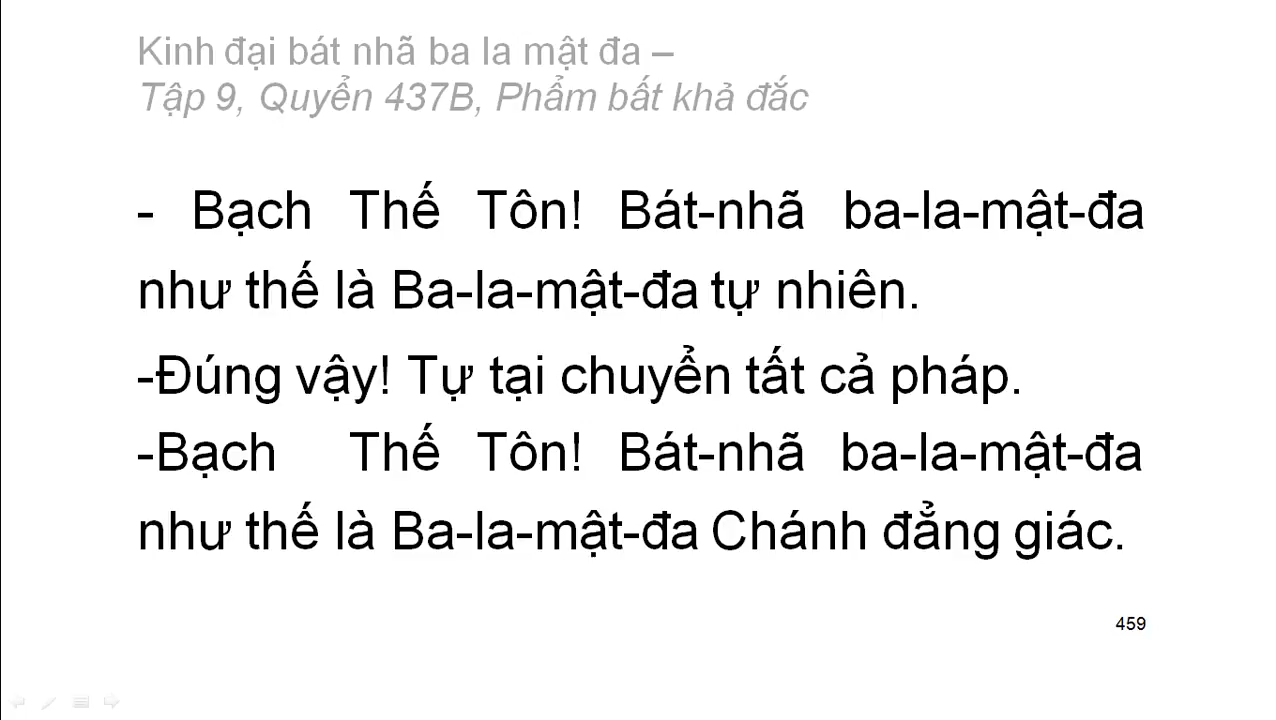 Kinh đại bát nhã ba la mật đa –
Tập 9, Quyển 437B, Phẩm bất khả đắc
- Bạch Thế Tôn! Bát-nhã ba-la-mật-đa
như thế là Ba-la-mật-đa tự nhiên.
-Đúng vậy! Tự tại chuyển tất cả pháp.
-Bạch Thế Tôn! Bát-nhã ba-la-mật-đa
như thế là Ba-la-mật-đa Chánh đẳng giác.
459